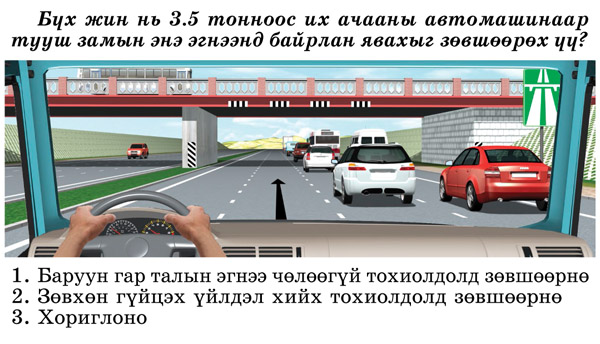 Бүх жин нь 3.5 тонноос их ачааны автомашинаар
тууш замын энэ эгнээнд байрлан явахыг зөвшөөрөх үү?
1. Баруун гар талын эгнээ чөлөөгүй тохиолдолд зөвшөөрнө
2. Зөвхөн гүйцэх үйлдэл хийх тохиолдолд зөвшөөрнө
3. Хориглоно